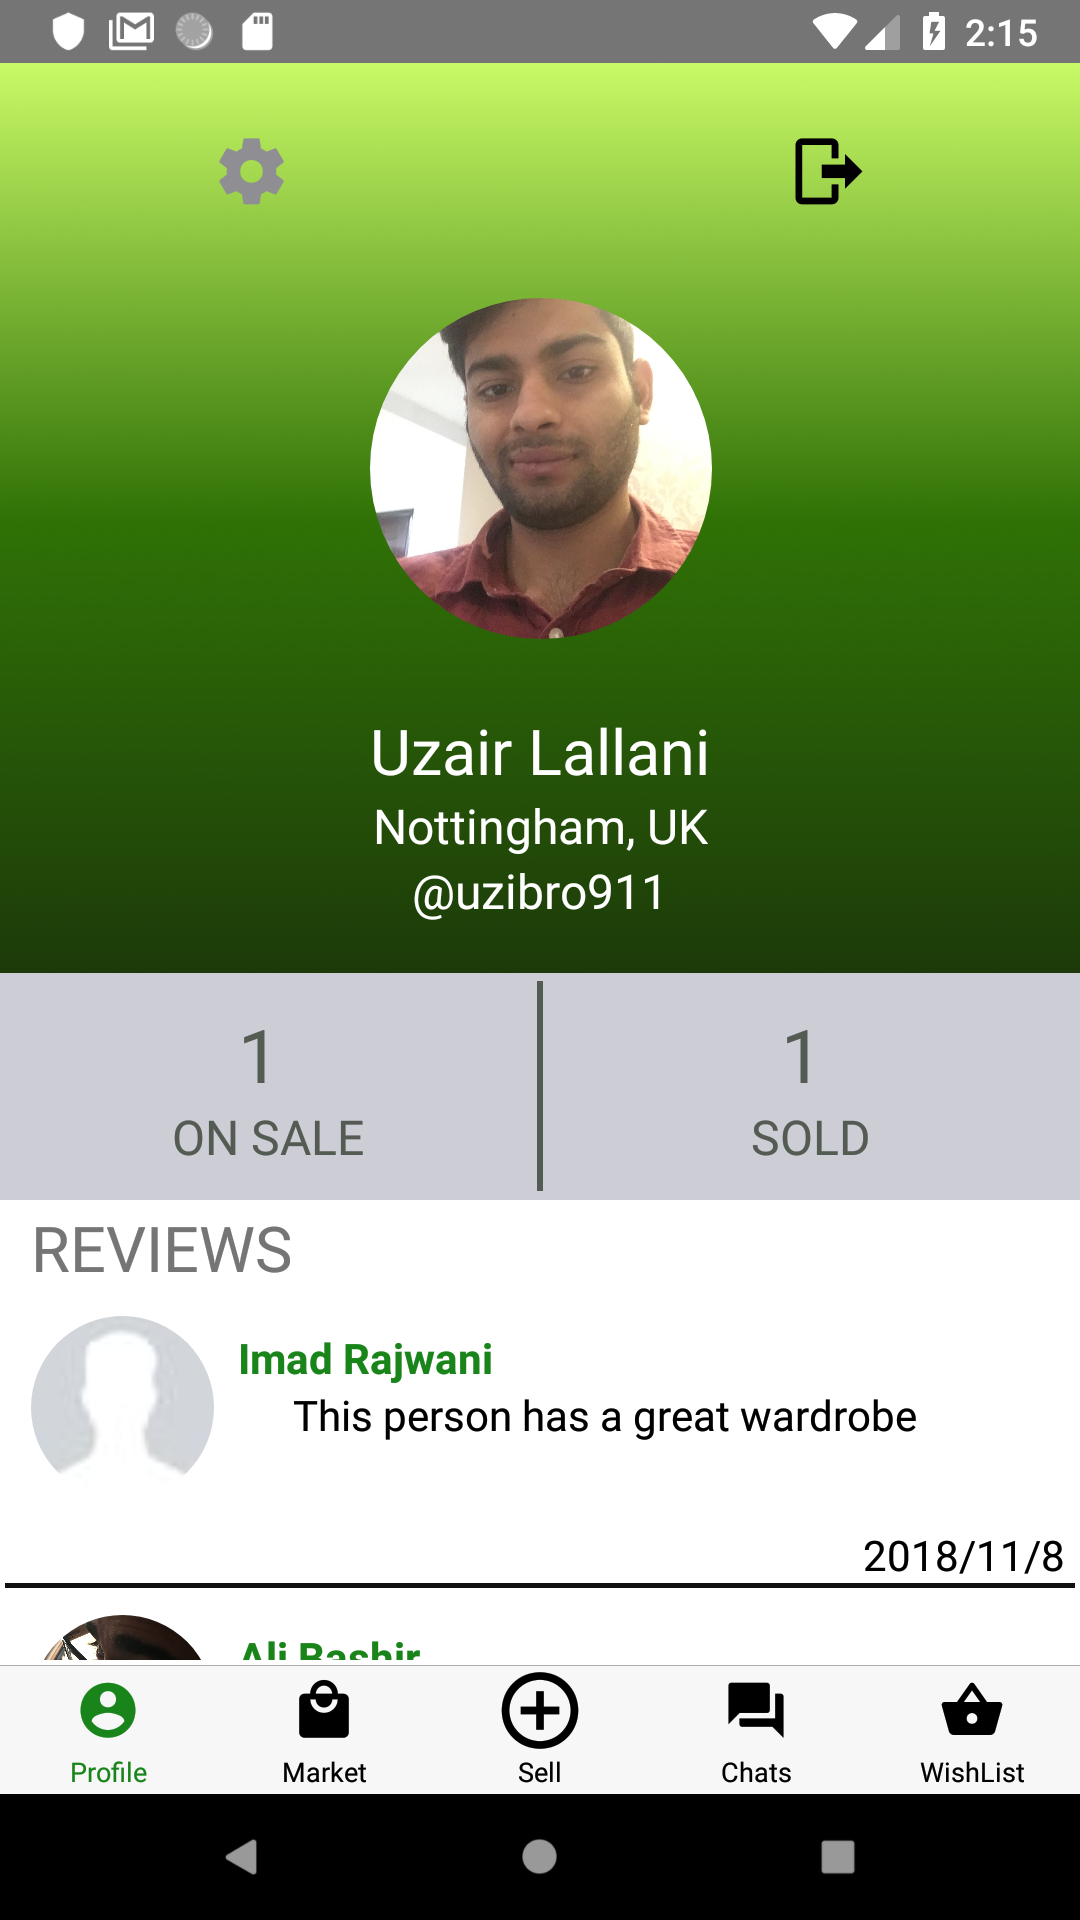 2:15
Uzair Lallani
Nottingham, UK
@uzibro911
1 1
ON SALE SOLD
REVIEWS
Imad Rajwani
This person has a great wardrobe
2018/11/8
Ali Bashir
Profile Market Sell Chats WishList